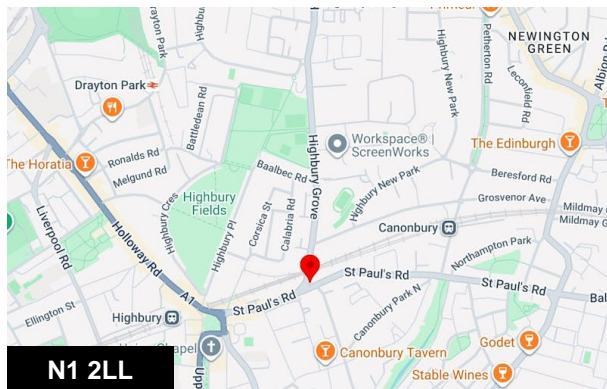 Primeur
NEWINGTON
GREEN
Drayton
Park
Highbury
Petherton Rd
Leconfield Rd
Albion
Drayton Park
Battledean Rd
Highbury New Park
Highbury Grove
Workspace® |
ScreenWorks
The Edinburgh
The Horatia
Ronalds Rd
Melgund Rd
Baalbec Rd
Beresford Rd
Highbury New Park
Grosvenor Ave
Mildmay
Mildmay G
Highbury
Fields
Corsica St
Calabria Rd
Highbury Cres
Highbury Pl
Liverpool Rd
Holloway Rd
Canonbury
Northampton Park
A1
St Paul's Rd
St Paul's Rd
Bal
Ellington St
Highbury
Canonbury Park N
Chapel
Upp
Canonbury Tavern
Godet
Stable Wines
N1 2LL